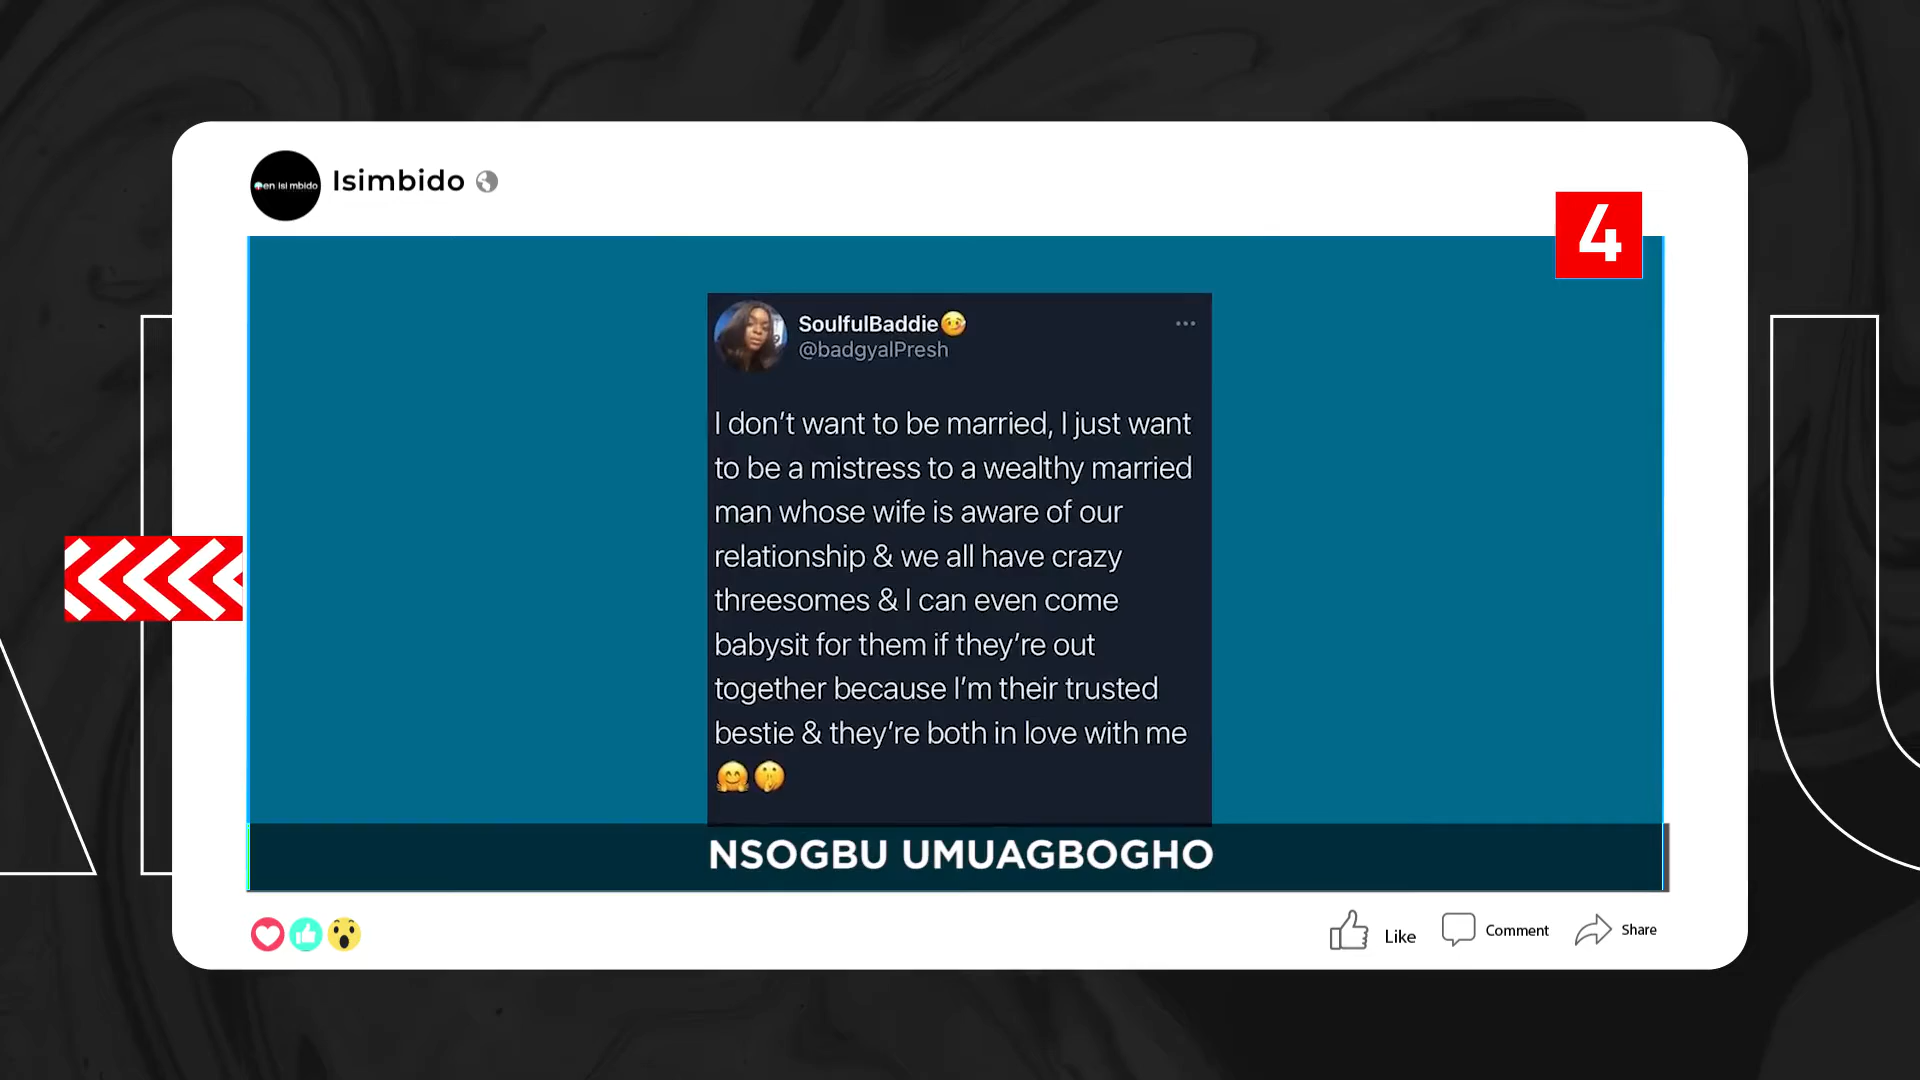 en isi mbido
Isimbido
4
SoulfulBaddie🤕
@badgyalPresh
I don't want to be married, I just want
to be a mistress to a wealthy married
man whose wife is aware of our
relationship & we all have crazy
threesomes & I can even come
babysit for them if they're out
together because I'm their trusted
bestie & they're both in love with me
🤗🤫
NSOGBU UMUAGBOGHO
Like
Comment
Share